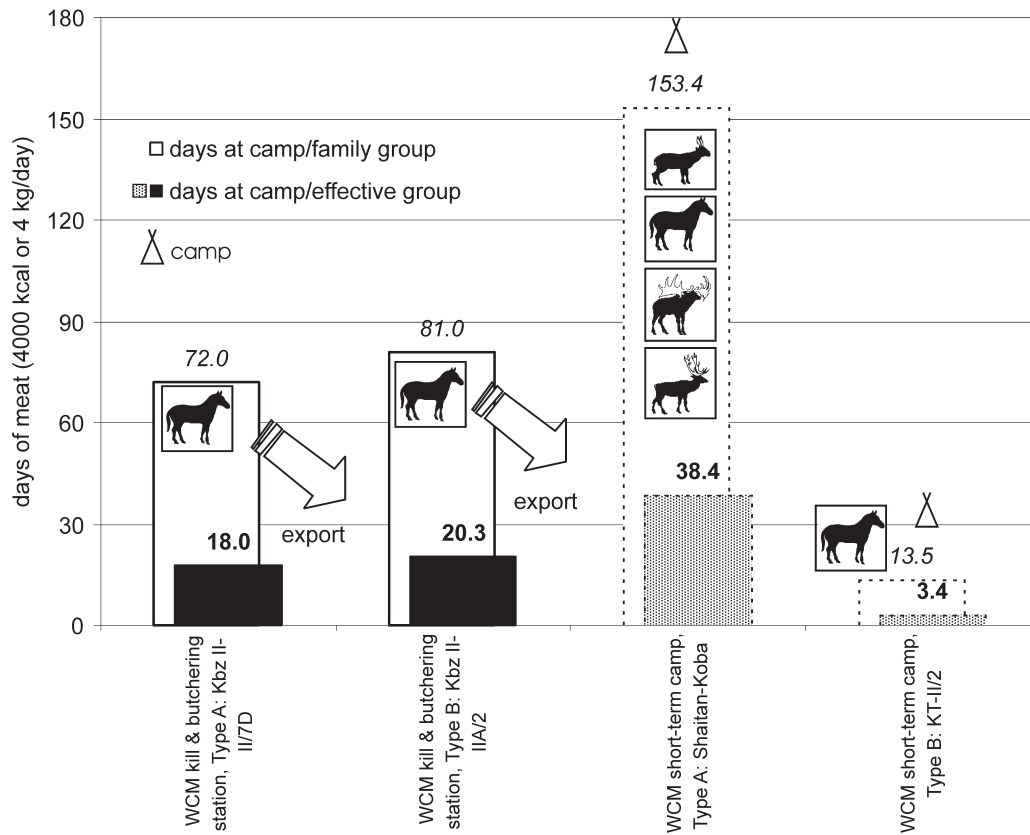 days of meat (4000 kcal or 4 kg/day)
180
150
120
90
60
30
0
days at camp/family group
days at camp/effective group
camp
72.0
18.0
export
81.0
20.3
export
153.4
38.4
13.5
3.4
WCM kill & butchering
station, Type A: Kbz II-
II/7D
WCM kill & butchering
station, Type B: Kbz II-
IIA/2
WCM short-term camp,
Type A: Shaitan-Koba
WCM short-term camp,
Type B: KT-II/2